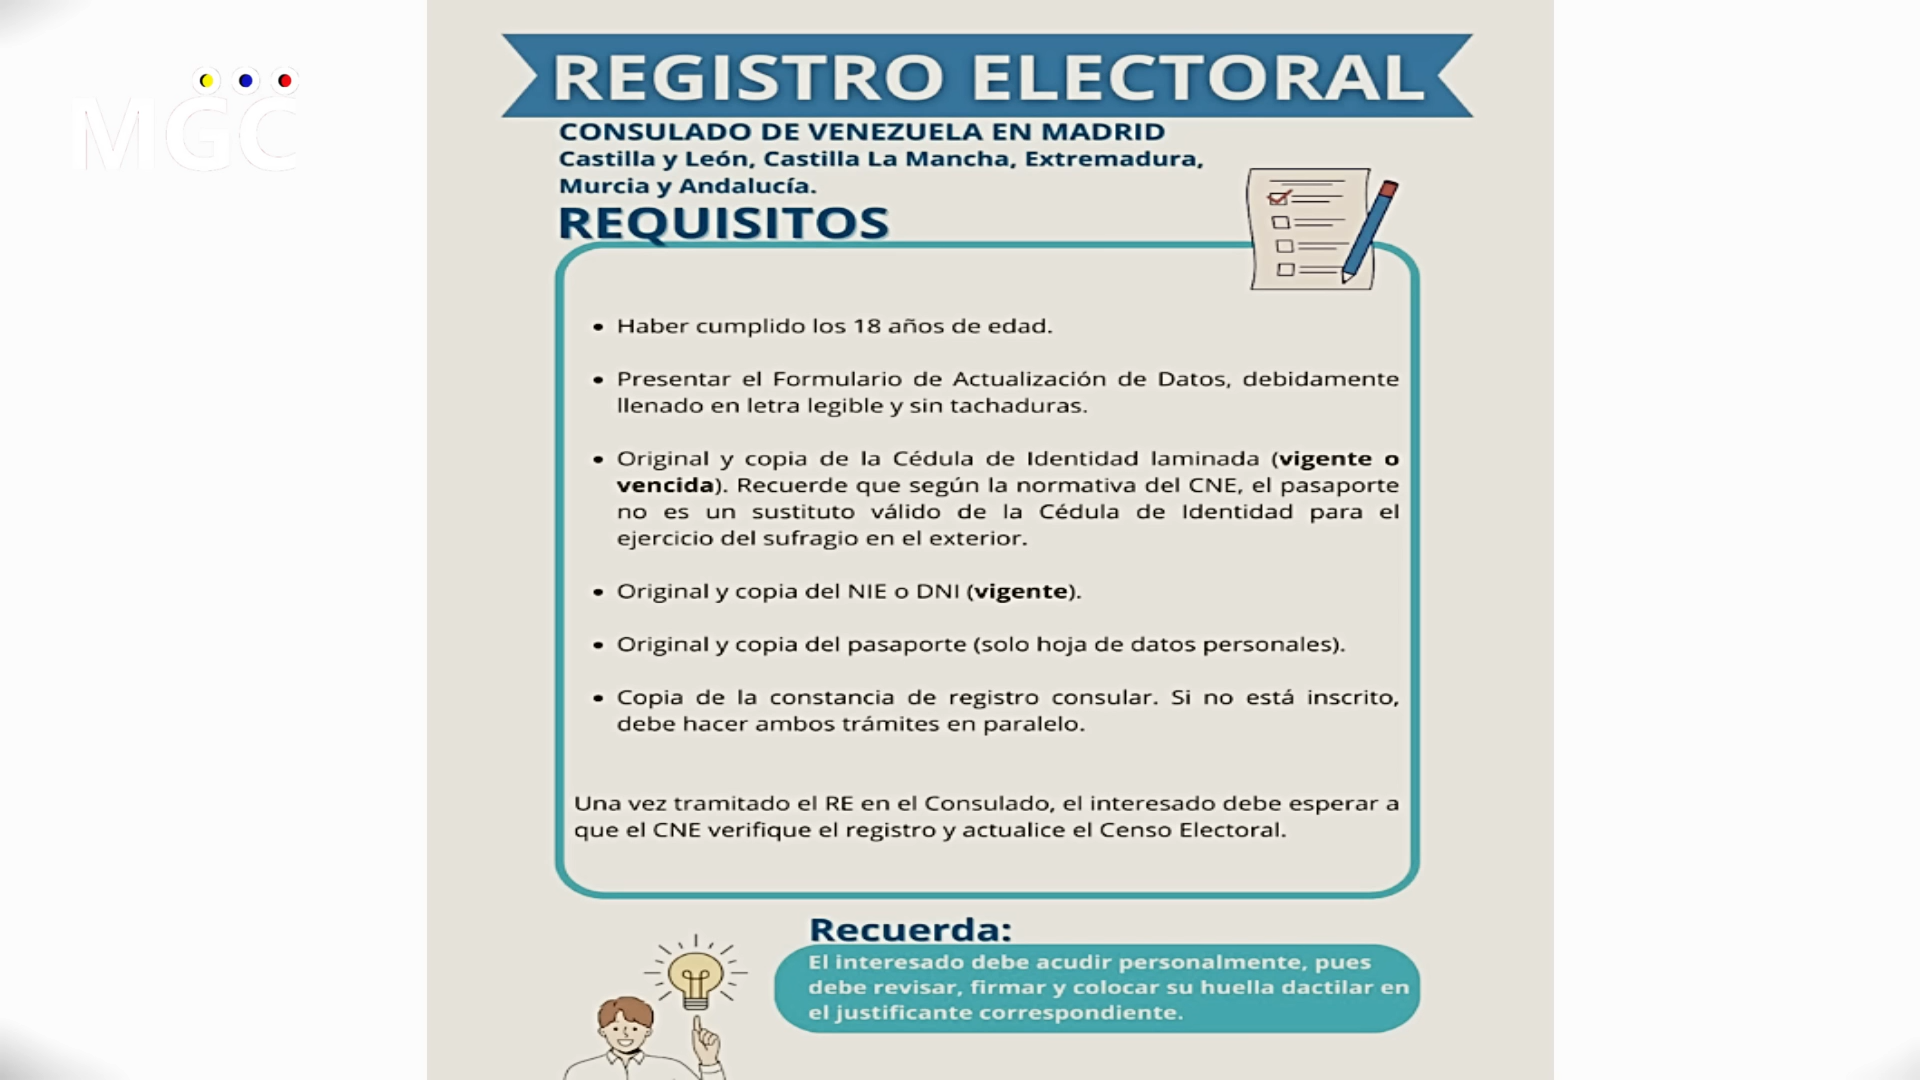 MGC
REGISTRO ELECTORAL
CONSULADO DE VENEZUELA EN MADRID
Castilla y León, Castilla La Mancha, Extremadura,
Murcia y Andalucía.
REQUISITOS
• Haber cumplido los 18 años de edad.
• Presentar el Formulario de Actualización de Datos, debidamente
llenado en letra legible y sin tachaduras.
• Original y copia de la Cédula de Identidad laminada (vigente o
vencida). Recuerde que según la normativa del CNE, el pasaporte
no es un sustituto válido de la Cédula de Identidad para el
ejercicio del sufragio en el exterior.
• Original y copia del NIE o DNI (vigente).
• Original y copia del pasaporte (solo hoja de datos personales).
• Copia de la constancia de registro consular. Si no está inscrito,
debe hacer ambos trámites en paralelo.
Una vez tramitado el RE en el Consulado, el interesado debe esperar a
que el CNE verifique el registro y actualice el Censo Electoral.
Recuerda:
El interesado debe acudir personalmente, pues
debe revisar, firmar y colocar su huella dactilar en
el justificante correspondiente.